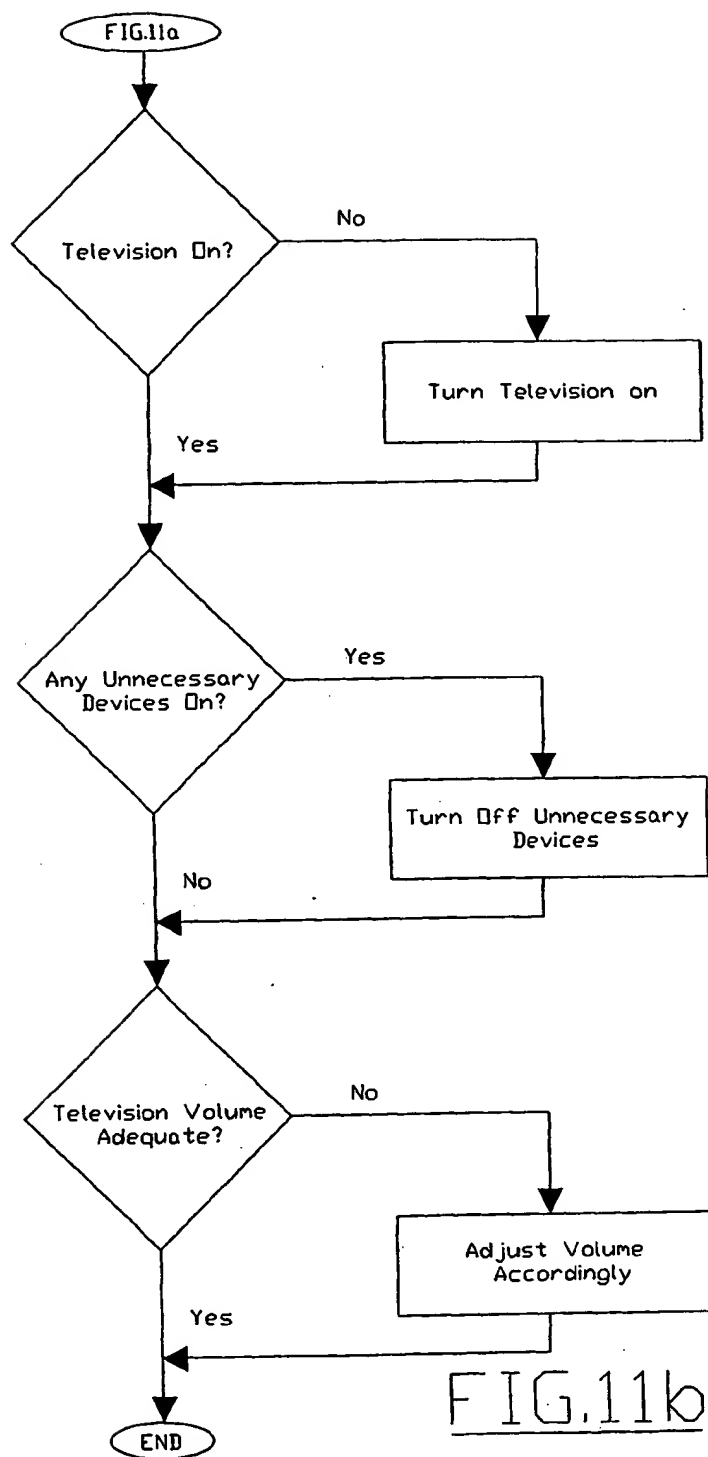 FIG.11a
Television On?
No
Turn Television on
Yes
Any Unnecessary
Devices On?
Yes
Turn Off Unnecessary
Devices
No
Television Volume
Adequate?
No
Adjust Volume
Accordingly
Yes
END
FIG.11b